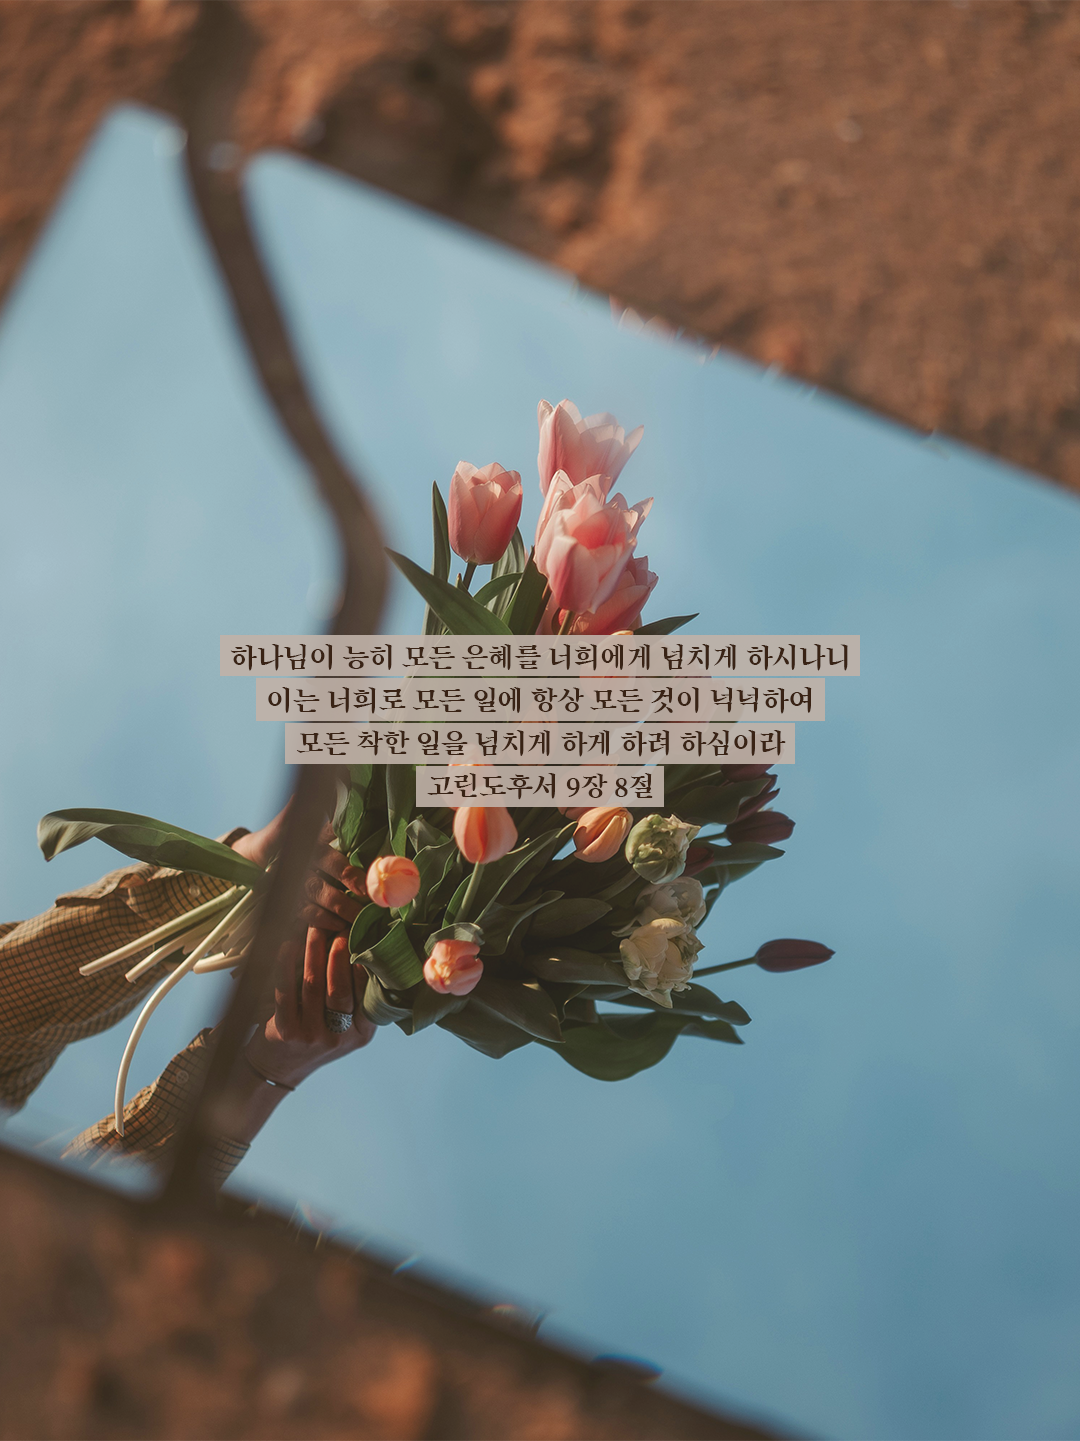 하나님이 능히 모든 은혜를 너희에게 넘치게 하시나니
이는 너희로 모든 일에 항상 모든 것이 넉넉하여
모든 착한 일을 넘치게 하게 하려 하심이라
고린도후서 9장 8절